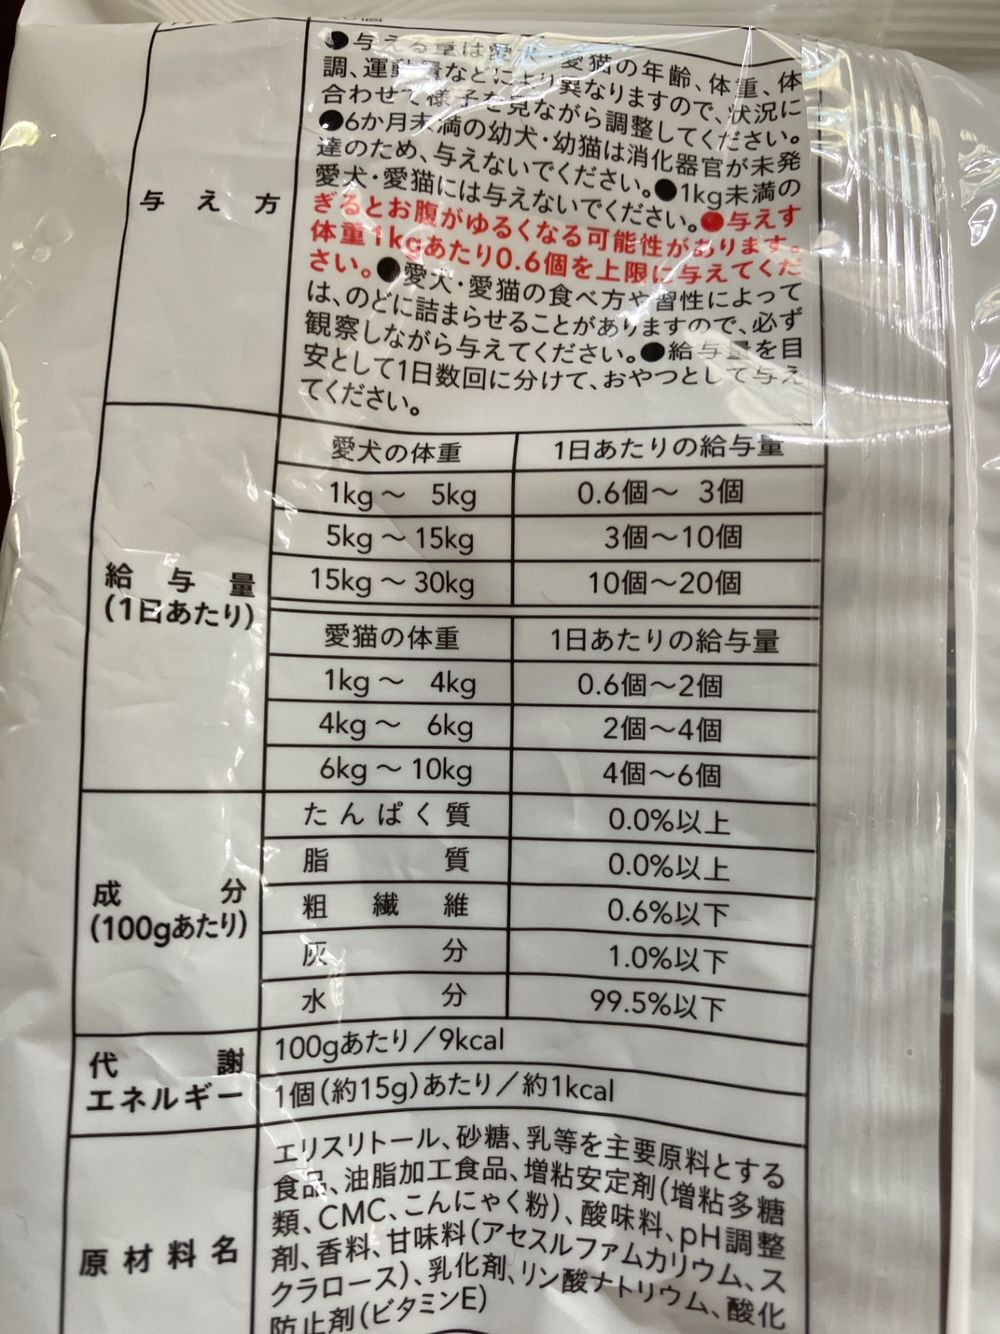 ●与える量は愛犬・愛猫の年齢、体重、体
調、運動量などにより異なりますので、状況に
合わせて様子を見ながら調整してください。
●6か月未満の幼犬・幼猫は消化器官が未発
達のため、与えないでください。●1kg未満の
愛犬・愛猫には与えないでください。●与えす
ぎるとお腹がゆるくなる可能性があります。
体重1kgあたり0.6個を上限に与えてくだ
さい。●愛犬・愛猫の食べ方や習性によって
は、のどに詰まらせることがありますので、必ず
観察しながら与えてください。●給与量を目
安として1日数回に分けて、おやつとして与え
てください。
与え方
給与量
(1日あたり)
愛犬の体重 1日あたりの給与量
1kg〜 5kg 0.6個〜 3個
5kg〜15kg 3個〜10個
15kg〜30kg 10個〜20個
愛猫の体重 1日あたりの給与量
1kg〜 4kg 0.6個〜2個
4kg〜 6kg 2個〜4個
6kg〜10kg 4個〜6個
成分
(100gあたり)
たんぱく質 0.0%以上
脂質 0.0%以上
粗繊維 0.6%以下
灰分 1.0%以下
水分 99.5%以下
代謝
エネルギー
100gあたり/9kcal
1個(約15g)あたり/約1kcal
原材料名
エリスリトール、砂糖、乳等を主要原料とする
食品、油脂加工食品、増粘安定剤(増粘多糖
類、CMC、こんにゃく粉)、酸味料、pH調整
剤、香料、甘味料(アセスルファムカリウム、ス
クラロース)、乳化剤、リン酸ナトリウム、酸化
防止剤(ビタミンE)